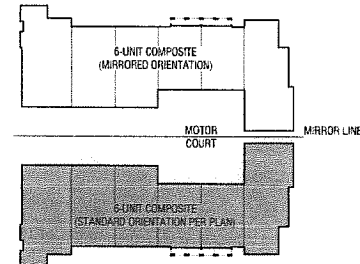 6-UNIT COMPOSITE
(MIRRORED ORIENTATION)
MOTOR
COURT
MIRROR LINE
6-UNIT COMPOSITE
(STANDARD ORIENTATION PER PLAN)